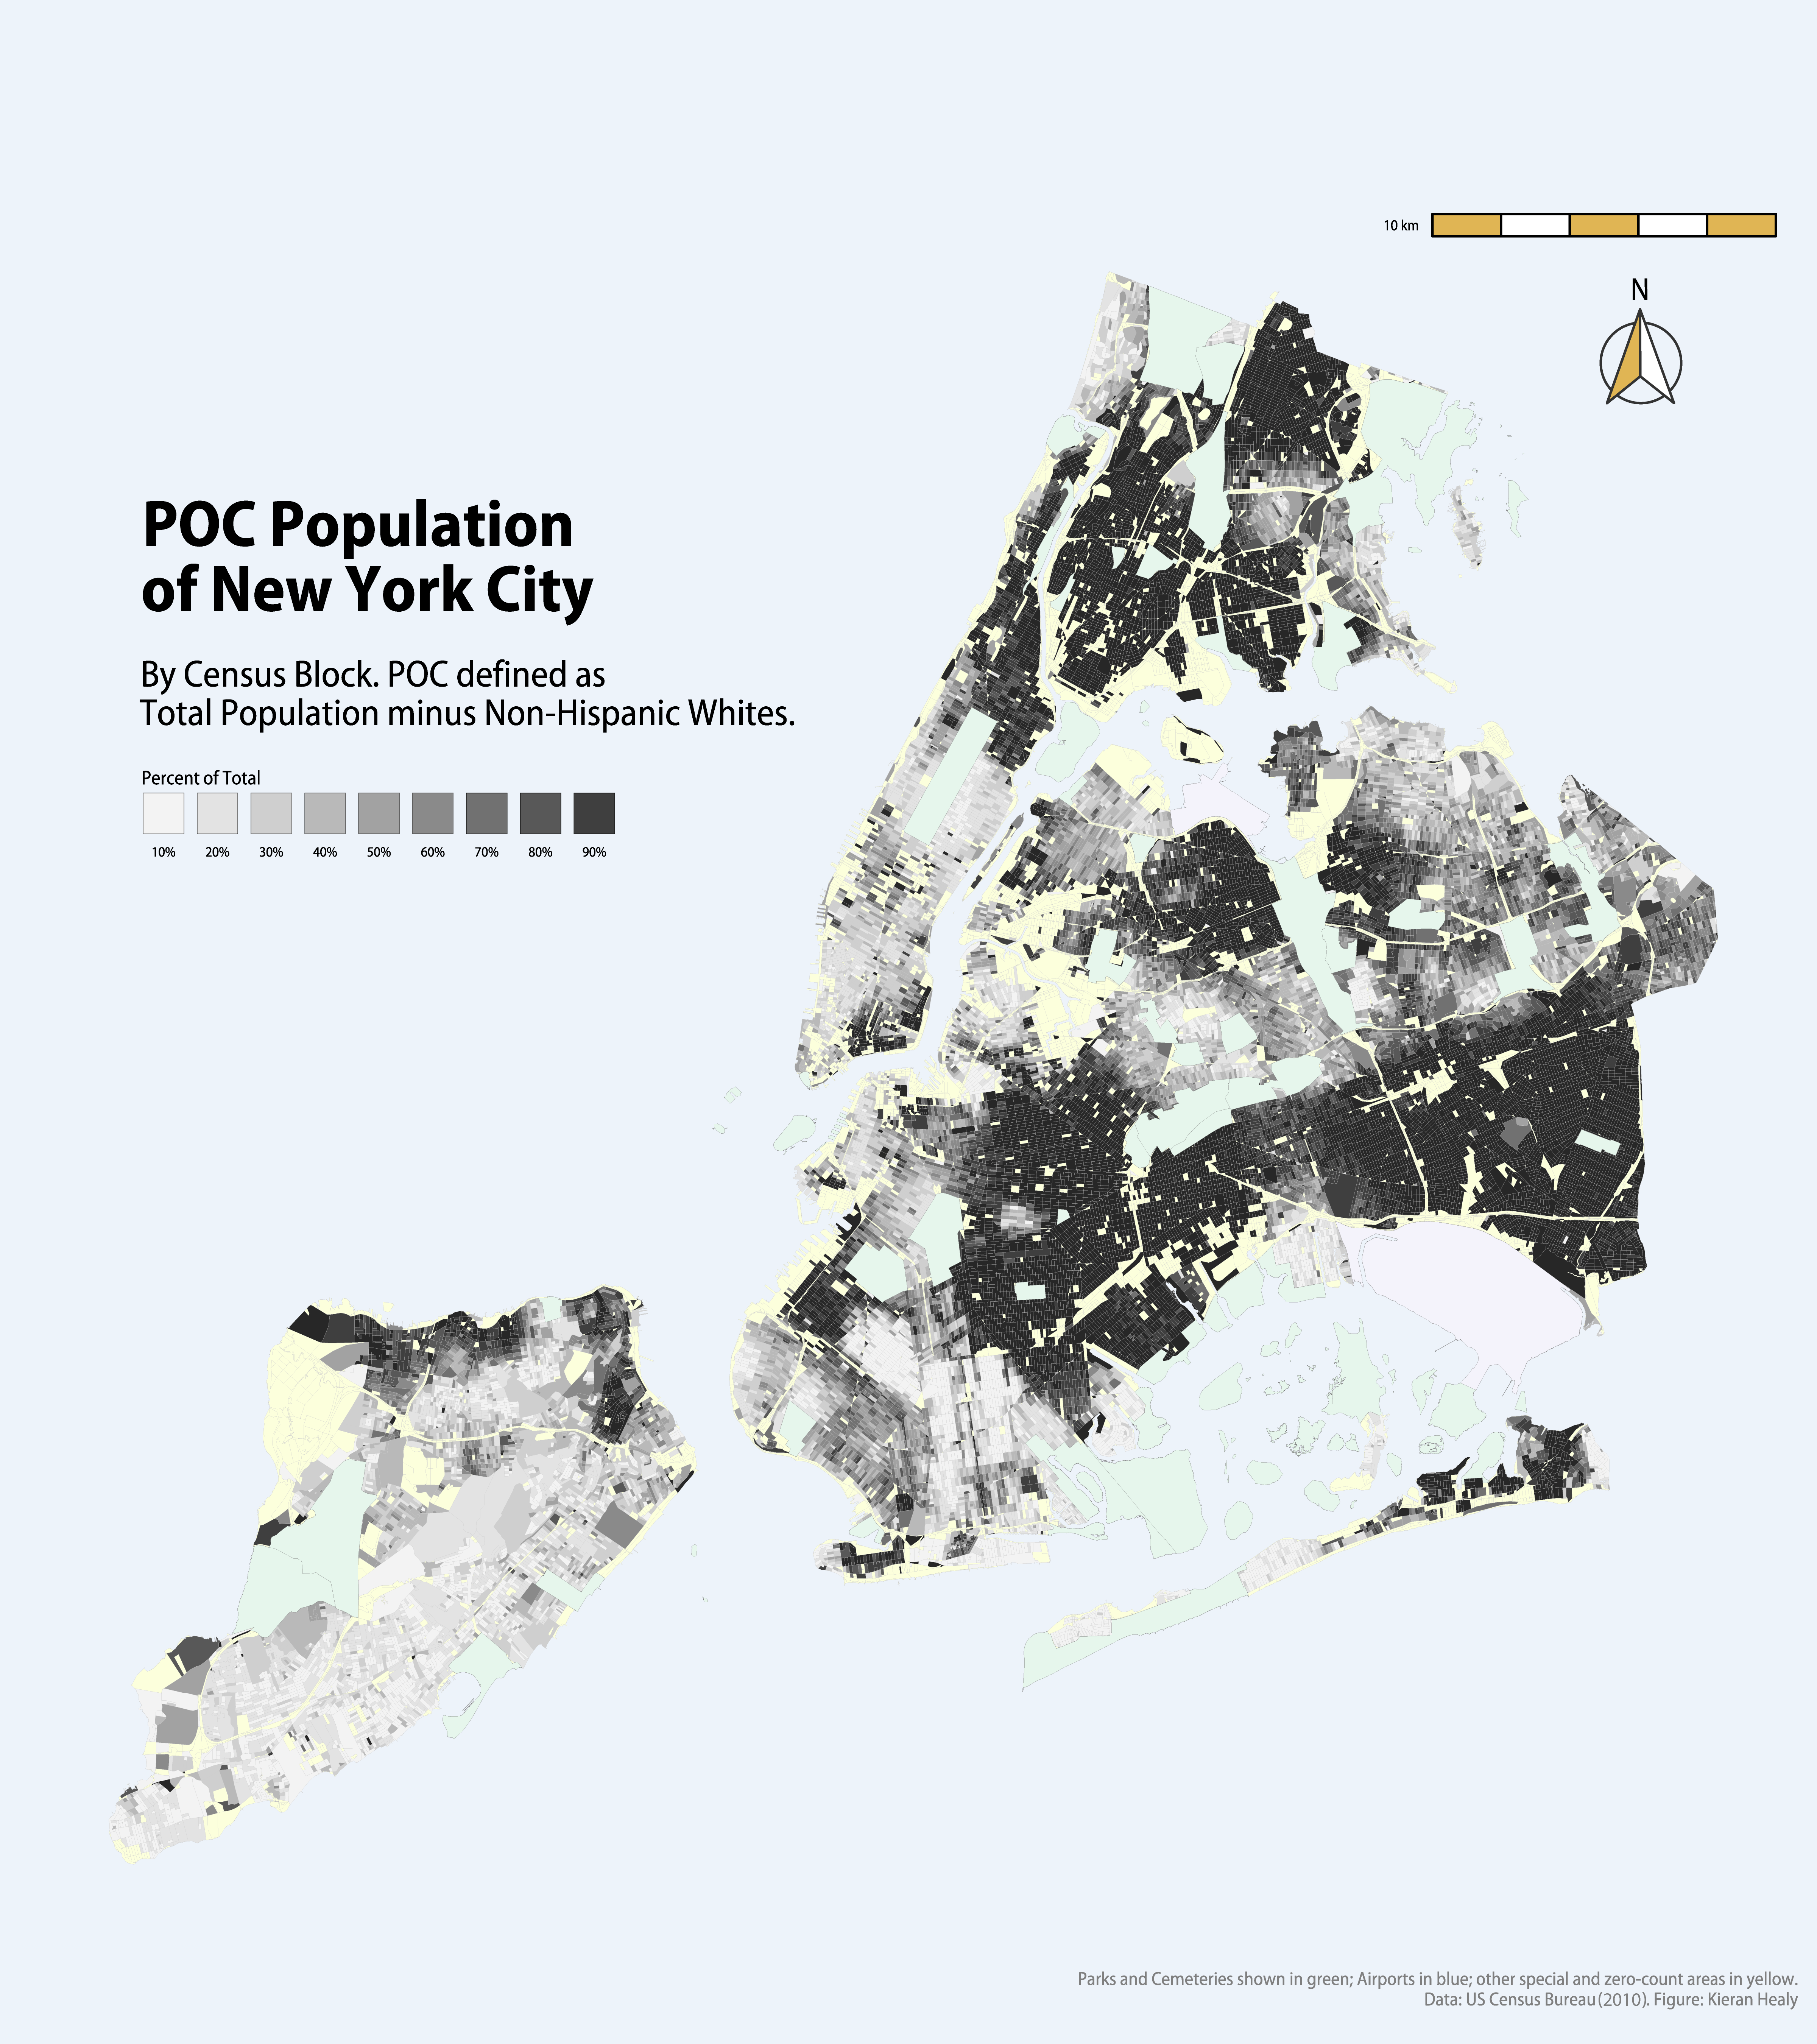 10 km
N
POC Population
of New York City
By Census Block. POC defined as
Total Population minus Non-Hispanic Whites.
Percent of Total
10% 20% 30% 40% 50% 60% 70% 80% 90%
Parks and Cemeteries shown in green; Airports in blue; other special and zero-count areas in yellow.
Data: US Census Bureau (2010). Figure: Kieran Healy